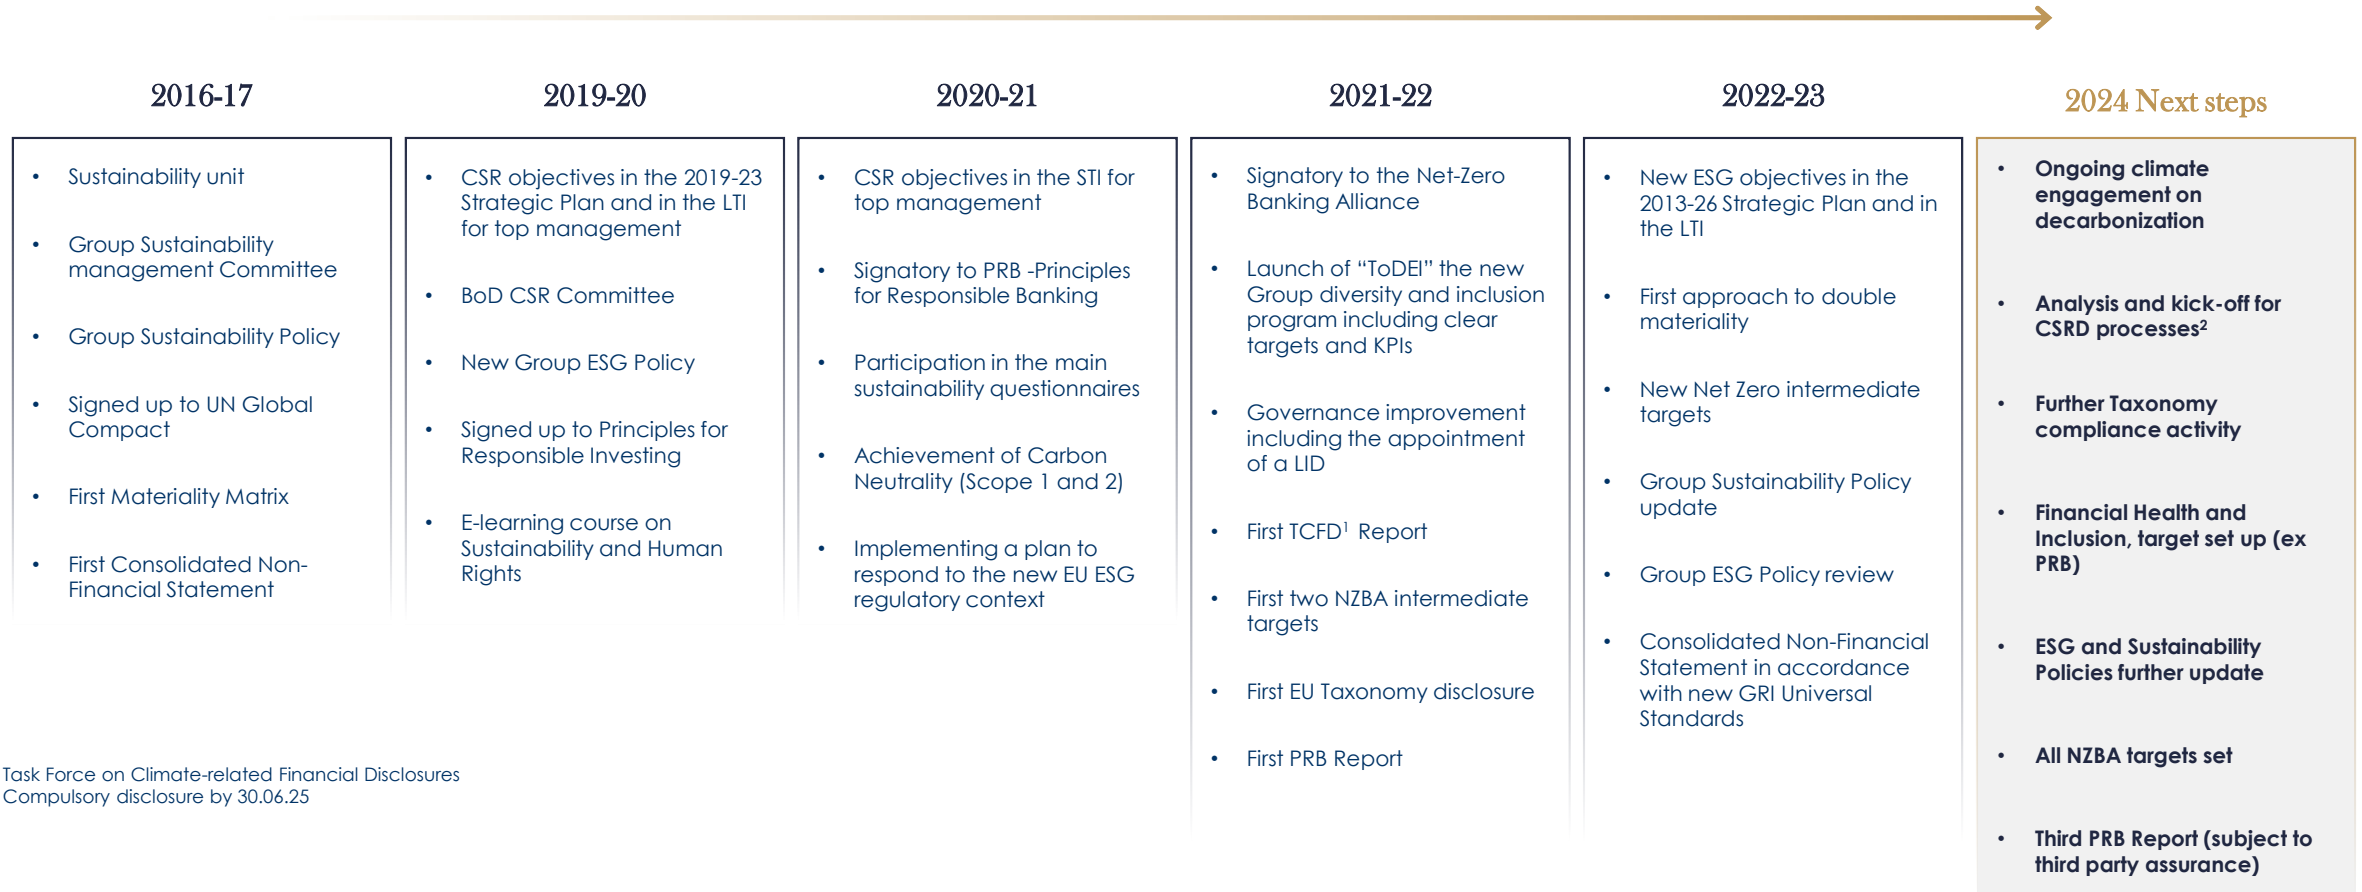 2016-17
• Sustainability unit
• Group Sustainability
management Committee
• Group Sustainability Policy
• Signed up to UN Global
Compact
• First Materiality Matrix
• First Consolidated Non-
Financial Statement
2019-20
• CSR objectives in the 2019-23
Strategic Plan and in the LTI
for top management
• BoD CSR Committee
• New Group ESG Policy
• Signed up to Principles for
Responsible Investing
• E-learning course on
Sustainability and Human
Rights
2020-21
• CSR objectives in the STI for
top management
• Signatory to PRB -Principles
for Responsible Banking
• Participation in the main
sustainability questionnaires
• Achievement of Carbon
Neutrality (Scope 1 and 2)
• Implementing a plan to
respond to the new EU ESG
regulatory context
2021-22
• Signatory to the Net-Zero
Banking Alliance
• Launch of “ToDEI” the new
Group diversity and inclusion
program including clear
targets and KPIs
• Governance improvement
including the appointment
of a LID
• First TCFD¹ Report
• First two NZBA intermediate
targets
• First EU Taxonomy disclosure
• First PRB Report
2022-23
• New ESG objectives in the
2013-26 Strategic Plan and in
the LTI
• First approach to double
materiality
• New Net Zero intermediate
targets
• Group Sustainability Policy
update
• Group ESG Policy review
• Consolidated Non-Financial
Statement in accordance
with new GRI Universal
Standards
2024 Next steps
• Ongoing climate
engagement on
decarbonization
• Analysis and kick-off for
CSRD processes²
• Further Taxonomy
compliance activity
• Financial Health and
Inclusion, target set up (ex
PRB)
• ESG and Sustainability
Policies further update
• All NZBA targets set
• Third PRB Report (subject to
third party assurance)
Task Force on Climate-related Financial Disclosures
Compulsory disclosure by 30.06.25